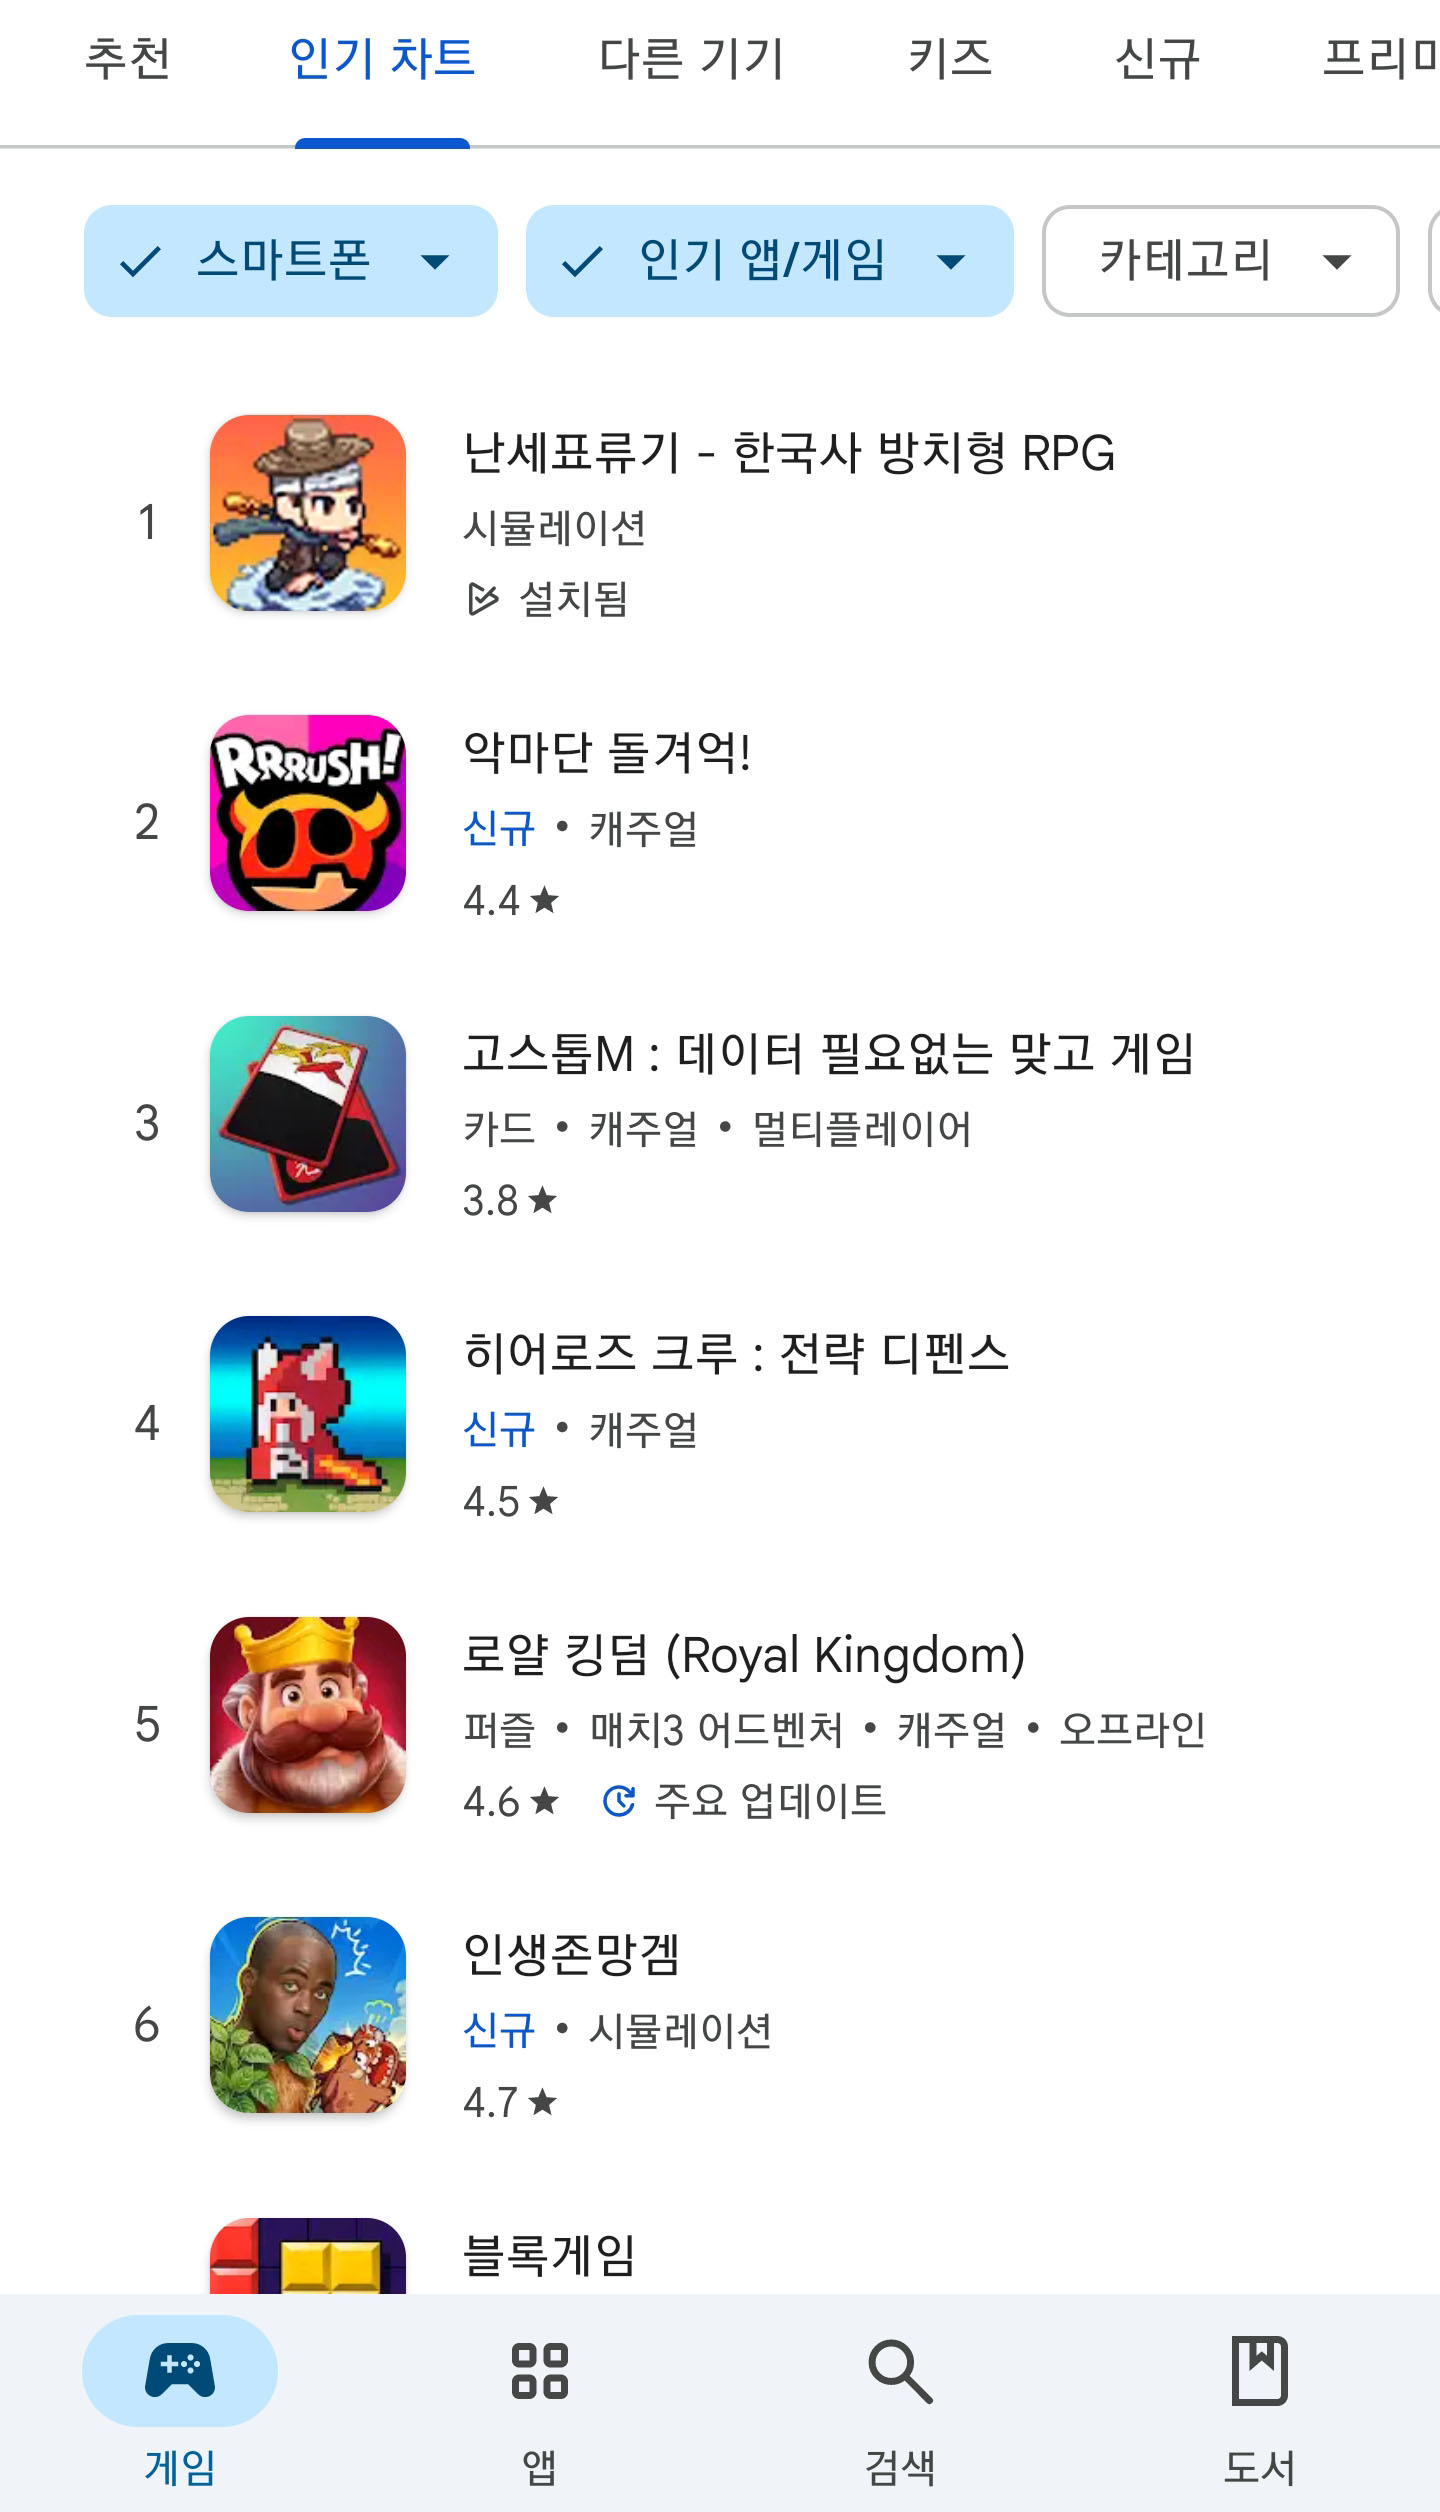 추천 인기 차트 다른 기기 키즈 신규 프리미
스마트폰 인기 앱/게임 카테고리
1
난세표류기 - 한국사 방치형 RPG
시뮬레이션
설치됨
2
RRRUSH!
악마단 돌겨억!
신규 • 캐주얼
4.4 ★
3
고스톱M : 데이터 필요없는 맞고 게임
카드 • 캐주얼 • 멀티플레이어
3.8 ★
4
히어로즈 크루 : 전략 디펜스
신규 • 캐주얼
4.5 ★
5
로얄 킹덤 (Royal Kingdom)
퍼즐 • 매치3 어드벤처 • 캐주얼 • 오프라인
4.6 ★ 주요 업데이트
6
인생존망겜
신규 • 시뮬레이션
4.7 ★
블록게임
게임 앱 검색 도서